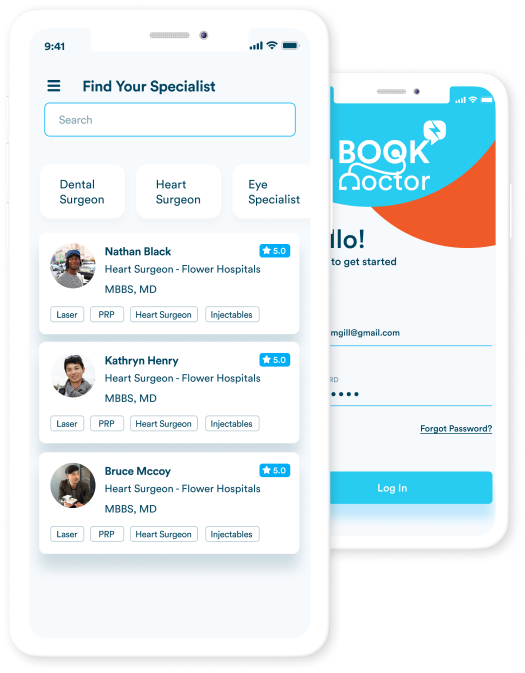 9:41
Find Your Specialist
Search
Dental
Surgeon
Heart
Surgeon
Eye
Specialist
Nathan Black
5.0
Heart Surgeon - Flower Hospitals
MBBS, MD
Laser
PRP
Heart Surgeon
Injectables
Kathryn Henry
5.0
Heart Surgeon - Flower Hospitals
MBBS, MD
Laser
PRP
Heart Surgeon
Injectables
Bruce Mccoy
5.0
Heart Surgeon - Flower Hospitals
MBBS, MD
Laser
PRP
Heart Surgeon
Injectables
BOOK
Doctor
llo!
to get started
mgill@gmail.com
RD
Forgot Password?
Log In